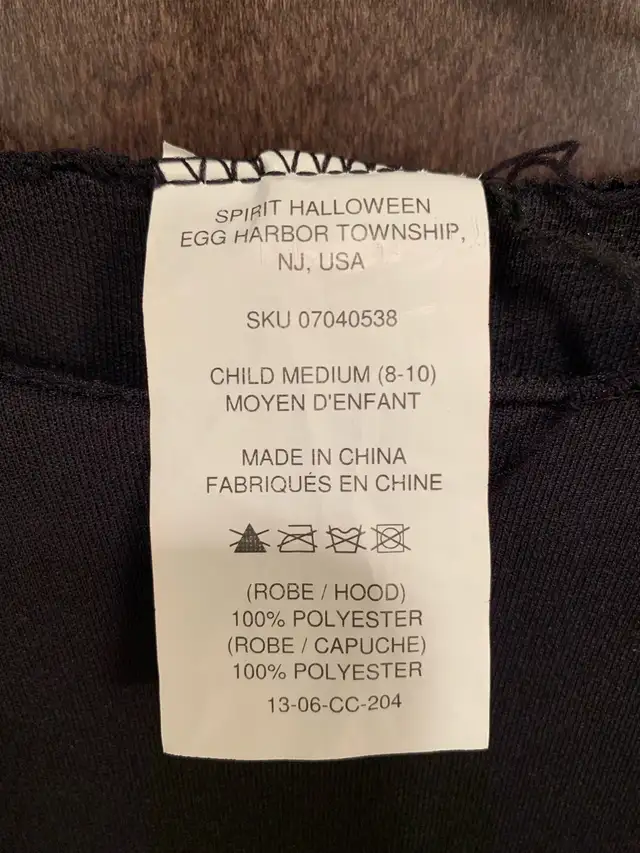 SPIRIT HALLOWEEN
EGG HARBOR TOWNSHIP,
NJ, USA
SKU 07040538
CHILD MEDIUM (8-10)
MOYEN D'ENFANT
MADE IN CHINA
FABRIQUÉS EN CHINE
(ROBE / HOOD)
100% POLYESTER
(ROBE / CAPUCHE)
100% POLYESTER
13-06-CC-204